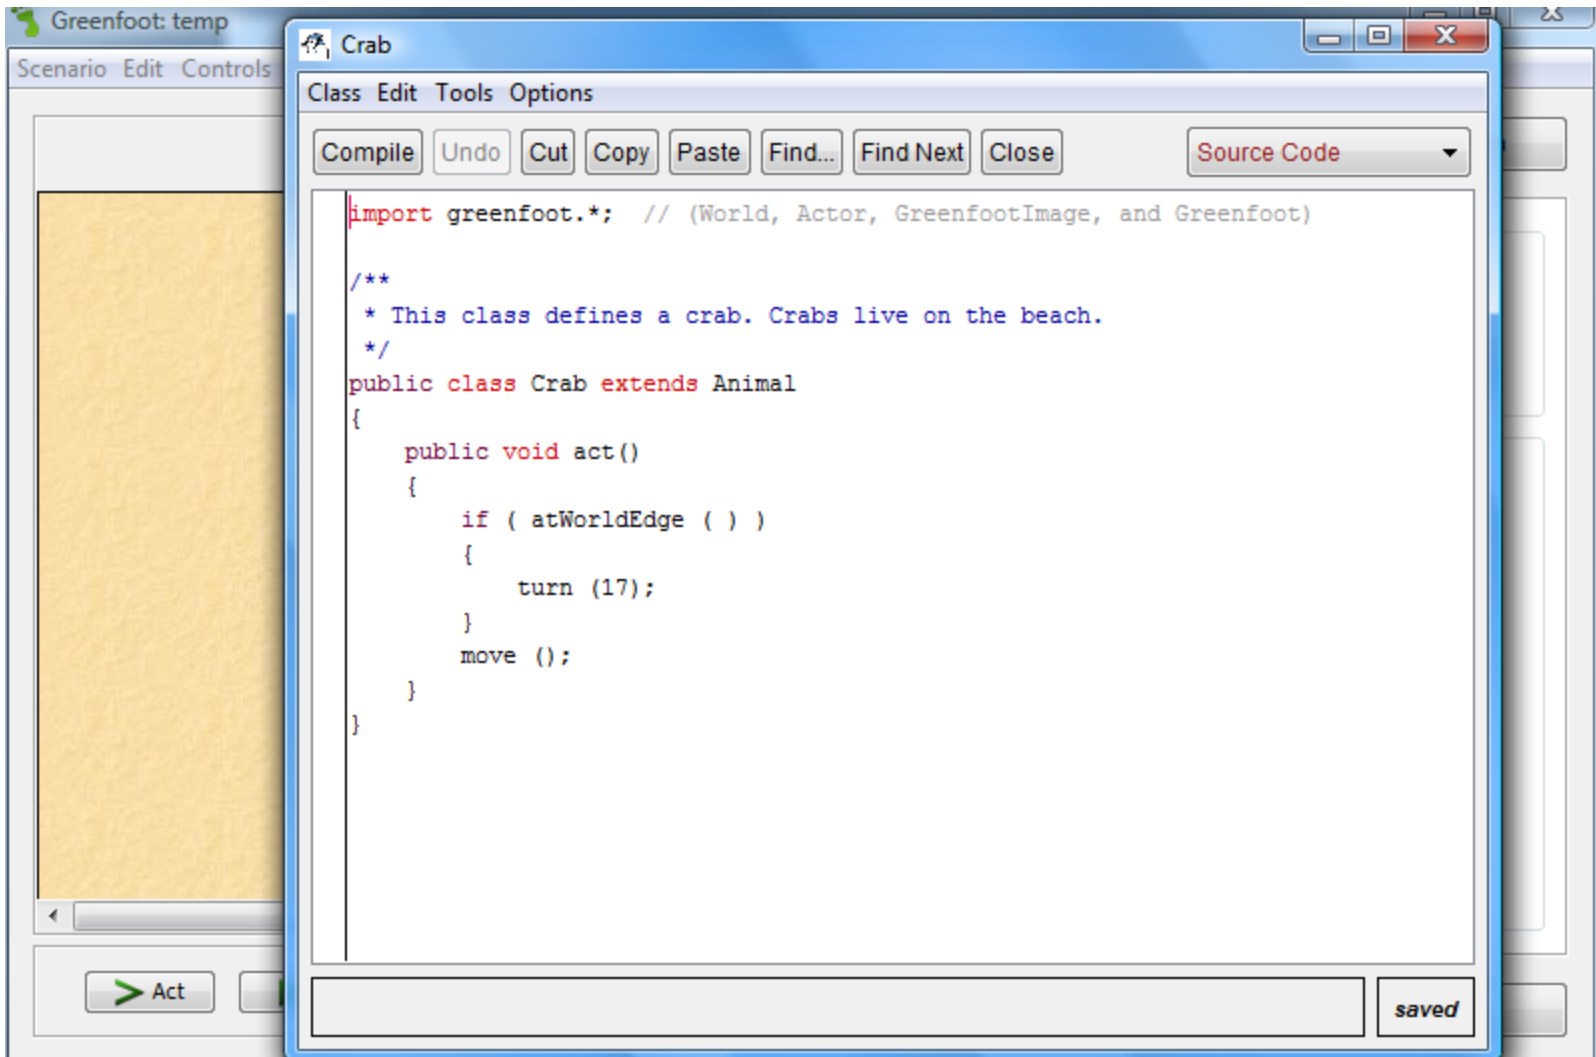 Greenfoot: temp
Scenario Edit Controls
Crab
Class Edit Tools Options
Compile Undo Cut Copy Paste Find... Find Next Close Source Code
import greenfoot.*;  // (World, Actor, GreenfootImage, and Greenfoot)
/**
 * This class defines a crab. Crabs live on the beach.
 */
public class Crab extends Animal
{
    public void act()
    {
        if ( atWorldEdge ( ) )
        {
            turn (17);
        }
        move ();
    }
}
> Act
saved